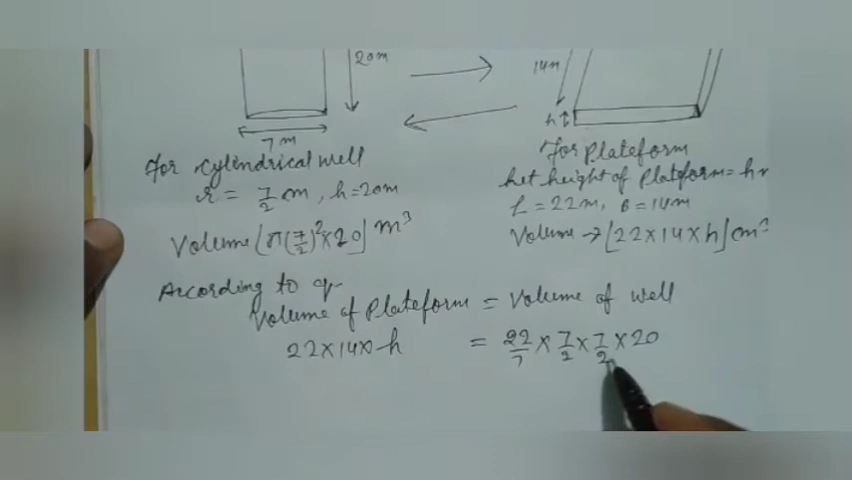 20m
14m
h
7m
For cylindrical well
r = 7/2 m, h=20m
Volume [π(7/2)²×20] m³
For Plateform
Let height of Plateform = hm
L = 22m, B = 14m
Volume → [22×14×h] cm³
According to q-
Volume of Plateform = Volume of well
22×14×h = 22/7 × 7/2 × 7/2 × 20